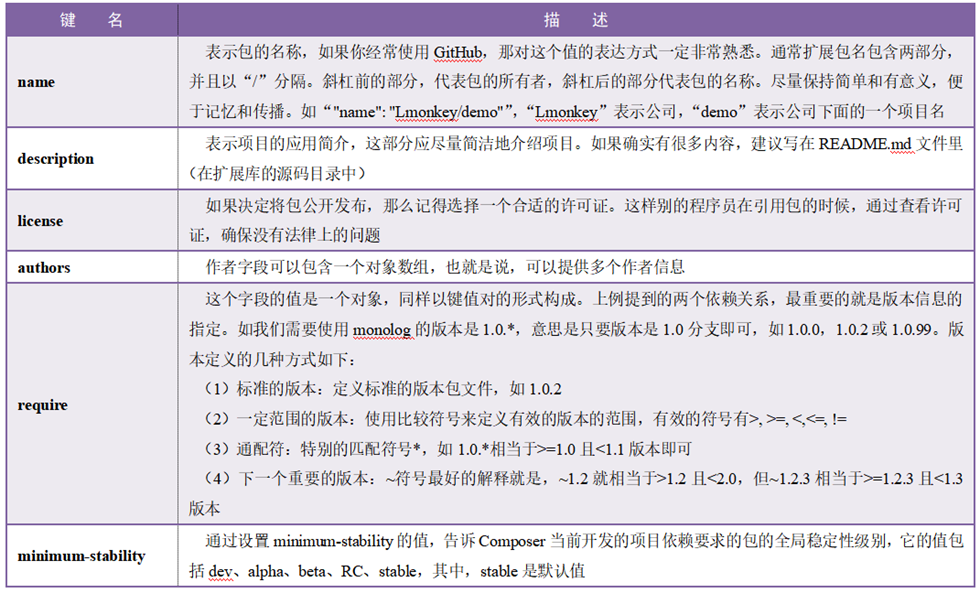 键 名 描 述
name
表示包的名称，如果你经常使用 GitHub，那对这个值的表达方式一定非常熟悉。通常扩展包名包含两部分，
并且以“/”分隔。斜杠前的部分，代表包的所有者，斜杠后的部分代表包的名称。尽量保持简单和有意义，便
于记忆和传播。如“"name": "Lmonkey/demo"”，“Lmonkey”表示公司，“demo”表示公司下面的一个项目名
description
表示项目的应用简介，这部分应尽量简洁地介绍项目。如果确实有很多内容，建议写在 README.md 文件里
（在扩展库的源码目录中）
license
如果决定将包公开发布，那么记得选择一个合适的许可证。这样别的程序员在引用包的时候，通过查看许可
证，确保没有法律上的问题
authors
作者字段可以包含一个对象数组，也就是说，可以提供多个作者信息
require
这个字段的值是一个对象，同样以键值对的形式构成。上例提到的两个依赖关系，最重要的就是版本信息的
指定。如我们需要使用 monolog 的版本是 1.0.*，意思是只要版本是 1.0 分支即可，如 1.0.0，1.0.2 或 1.0.99。版
本定义的几种方式如下：
（1）标准的版本：定义标准的版本包文件，如 1.0.2
（2）一定范围的版本：使用比较符号来定义有效的版本的范围，有效的符号有>, >=, <,<=, !=
（3）通配符：特别的匹配符号*，如 1.0.*相当于>=1.0 且<1.1 版本即可
（4）下一个重要的版本：~符号最好的解释就是，~1.2 就相当于>1.2 且<2.0，但~1.2.3 相当于>=1.2.3 且<1.3
版本
minimum-stability
通过设置 minimum-stability 的值，告诉 Composer 当前开发的项目依赖要求的包的全局稳定性级别，它的值包
括 dev、alpha、beta、RC、stable，其中，stable 是默认值